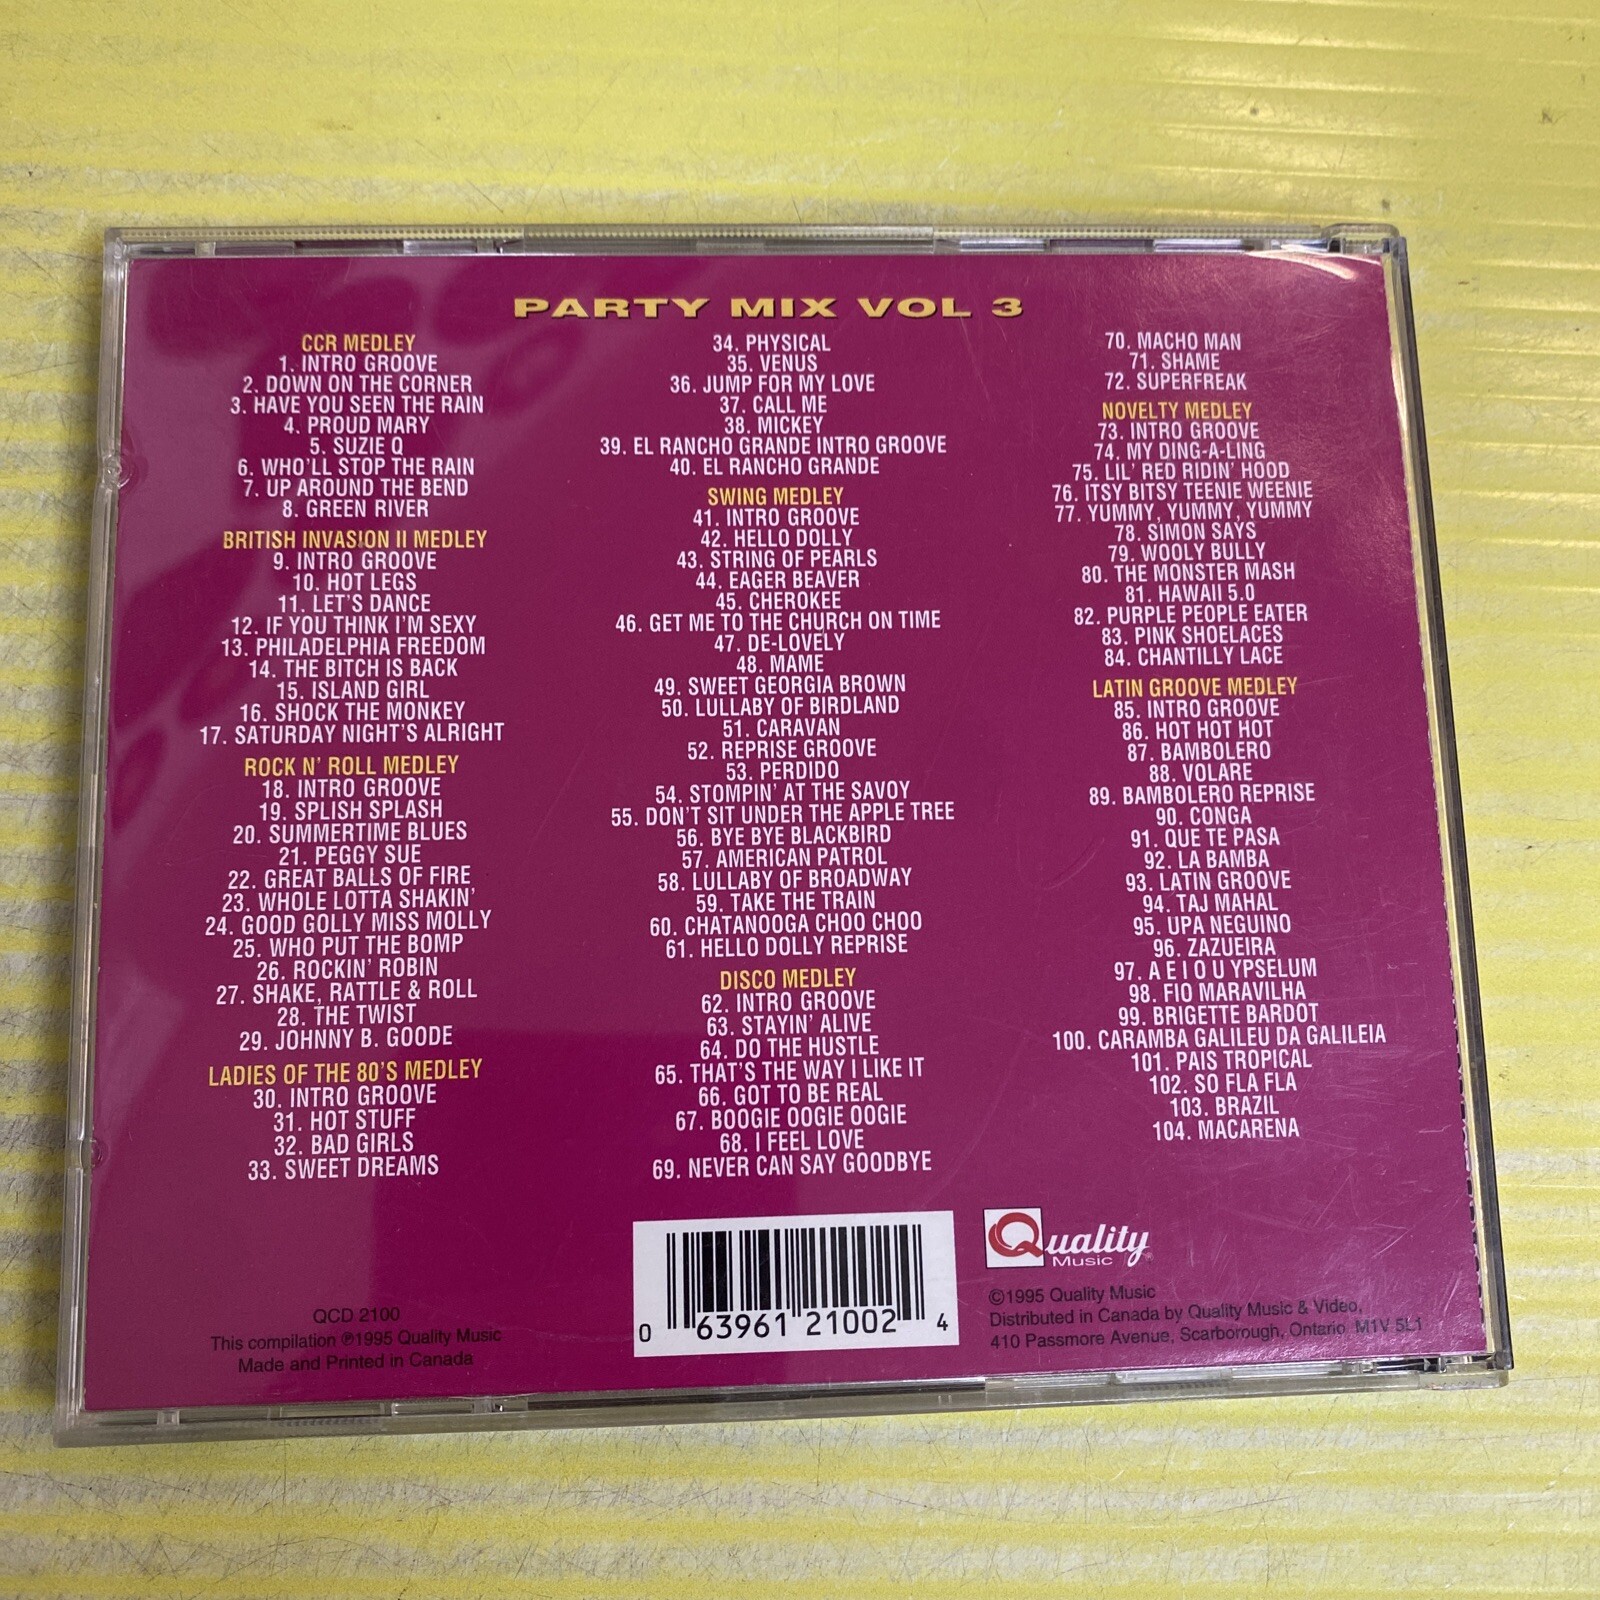 PARTY MIX VOL 3
CCR MEDLEY
1. INTRO GROOVE
2. DOWN ON THE CORNER
3. HAVE YOU SEEN THE RAIN
4. PROUD MARY
5. SUZIE Q
6. WHO'LL STOP THE RAIN
7. UP AROUND THE BEND
8. GREEN RIVER
BRITISH INVASION II MEDLEY
9. INTRO GROOVE
10. HOT LEGS
11. LET'S DANCE
12. IF YOU THINK I'M SEXY
13. PHILADELPHIA FREEDOM
14. THE BITCH IS BACK
15. ISLAND GIRL
16. SHOCK THE MONKEY
17. SATURDAY NIGHT'S ALRIGHT
ROCK N' ROLL MEDLEY
18. INTRO GROOVE
19. SPLISH SPLASH
20. SUMMERTIME BLUES
21. PEGGY SUE
22. GREAT BALLS OF FIRE
23. WHOLE LOTTA SHAKIN'
24. GOOD GOLLY MISS MOLLY
25. WHO PUT THE BOMP
26. ROCKIN' ROBIN
27. SHAKE, RATTLE & ROLL
28. THE TWIST
29. JOHNNY B. GOODE
LADIES OF THE 80'S MEDLEY
30. INTRO GROOVE
31. HOT STUFF
32. BAD GIRLS
33. SWEET DREAMS
34. PHYSICAL
35. VENUS
36. JUMP FOR MY LOVE
37. CALL ME
38. MICKEY
39. EL RANCHO GRANDE INTRO GROOVE
40. EL RANCHO GRANDE
SWING MEDLEY
41. INTRO GROOVE
42. HELLO DOLLY
43. STRING OF PEARLS
44. EAGER BEAVER
45. CHEROKEE
46. GET ME TO THE CHURCH ON TIME
47. DE-LOVELY
48. MAME
49. SWEET GEORGIA BROWN
50. LULLABY OF BIRDLAND
51. CARAVAN
52. REPRISE GROOVE
53. PERDIDO
54. STOMPIN' AT THE SAVOY
55. DON'T SIT UNDER THE APPLE TREE
56. BYE BYE BLACKBIRD
57. AMERICAN PATROL
58. LULLABY OF BROADWAY
59. TAKE THE TRAIN
60. CHATANOOGA CHOO CHOO
61. HELLO DOLLY REPRISE
DISCO MEDLEY
62. INTRO GROOVE
63. STAYIN' ALIVE
64. DO THE HUSTLE
65. THAT'S THE WAY I LIKE IT
66. GOT TO BE REAL
67. BOOGIE OOGIE OOGIE
68. I FEEL LOVE
69. NEVER CAN SAY GOODBYE
70. MACHO MAN
71. SHAME
72. SUPERFREAK
NOVELTY MEDLEY
73. INTRO GROOVE
74. MY DING-A-LING
75. LIL' RED RIDIN' HOOD
76. ITSY BITSY TEENIE WEENIE
77. YUMMY, YUMMY, YUMMY
78. SIMON SAYS
79. WOOLY BULLY
80. THE MONSTER MASH
81. HAWAII 5.0
82. PURPLE PEOPLE EATER
83. PINK SHOELACES
84. CHANTILLY LACE
LATIN GROOVE MEDLEY
85. INTRO GROOVE
86. HOT HOT HOT
87. BAMBOLERO
88. VOLARE
89. BAMBOLERO REPRISE
90. CONGA
91. QUE TE PASA
92. LA BAMBA
93. LATIN GROOVE
94. TAJ MAHAL
95. UPA NEGUINO
96. ZAZUEIRA
97. A E I O U YPSELUM
98. FIO MARAVILHA
99. BRIGETTE BARDOT
100. CARAMBA GALILEU DA GALILEIA
101. PAIS TROPICAL
102. SO FLA FLA
103. BRAZIL
104. MACARENA
QCD 2100
This compilation ℗1995 Quality Music
Made and Printed in Canada
0 63961 21002 4
Quality
Music
©1995 Quality Music
Distributed in Canada by Quality Music & Video,
410 Passmore Avenue, Scarborough, Ontario M1V 5L1